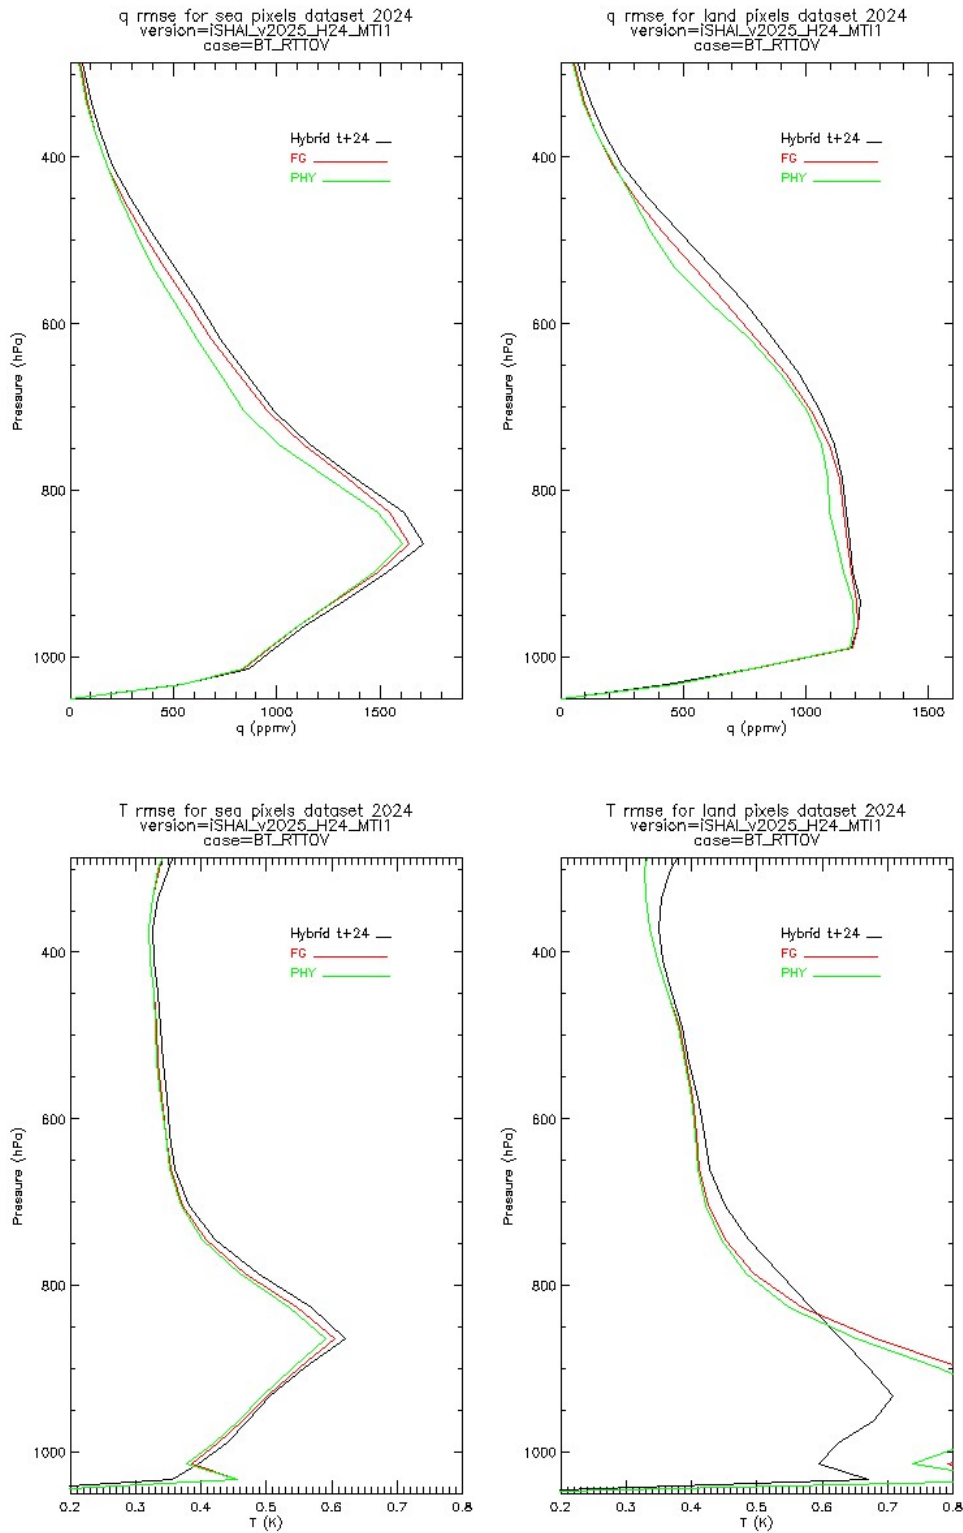 q rmse for sea pixels dataset 2024
version=iSHAI_v2025_H24_MTI1
case=BT_RTTOV
Hybrid t+24
FG
PHY
400
600
800
1000
Pressure (hPa)
0 500 1000 1500
q (ppmv)
q rmse for land pixels dataset 2024
version=iSHAI_v2025_H24_MTI1
case=BT_RTTOV
Hybrid t+24
FG
PHY
400
600
800
1000
Pressure (hPa)
0 500 1000 1500
q (ppmv)
T rmse for sea pixels dataset 2024
version=iSHAI_v2025_H24_MTI1
case=BT_RTTOV
Hybrid t+24
FG
PHY
400
600
800
1000
Pressure (hPa)
0.2 0.3 0.4 0.5 0.6 0.7 0.8
T (K)
T rmse for land pixels dataset 2024
version=iSHAI_v2025_H24_MTI1
case=BT_RTTOV
Hybrid t+24
FG
PHY
400
600
800
1000
Pressure (hPa)
0.2 0.3 0.4 0.5 0.6 0.7 0.8
T (K)